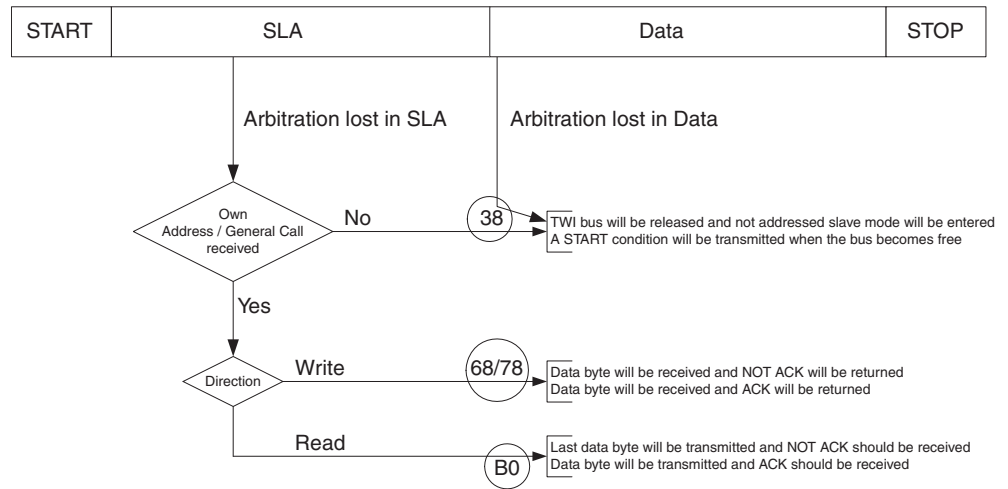 START SLA Data STOP
Arbitration lost in SLA Arbitration lost in Data
Own
Address / General Call
received
No
38
TWI bus will be released and not addressed slave mode will be entered
A START condition will be transmitted when the bus becomes free
Yes
Direction
Write
68/78
Data byte will be received and NOT ACK will be returned
Data byte will be received and ACK will be returned
Read
B0
Last data byte will be transmitted and NOT ACK should be received
Data byte will be transmitted and ACK should be received